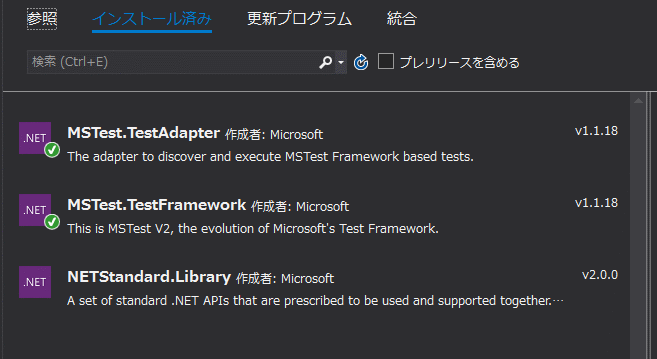 参照 インストール済み 更新プログラム 統合
検索 (Ctrl+E) プレリリースを含める
.NET MSTest.TestAdapter 作成者: Microsoft v1.1.18
The adapter to discover and execute MSTest Framework based tests.
.NET MSTest.TestFramework 作成者: Microsoft v1.1.18
This is MSTest V2, the evolution of Microsoft's Test Framework.
.NET NETStandard.Library 作成者: Microsoft v2.0.0
A set of standard .NET APIs that are prescribed to be used and supported together.…